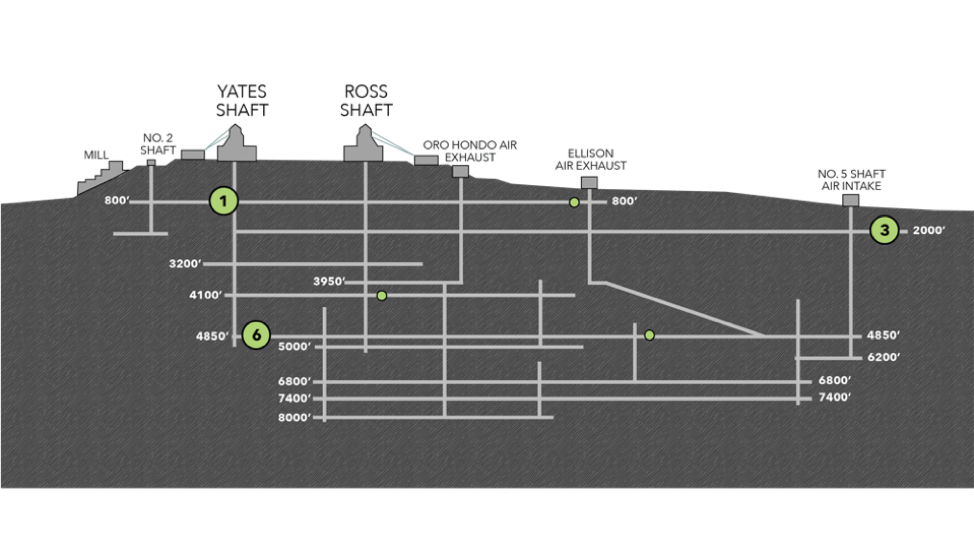 YATES
SHAFT
ROSS
SHAFT
NO. 2
SHAFT
MILL
ORO HONDO AIR
EXHAUST
ELLISON
AIR EXHAUST
NO. 5 SHAFT
AIR INTAKE
800'
1
800'
3
2000'
3200'
3950'
4100'
4850'
6
4850'
5000'
6200'
6800'
6800'
7400'
7400'
8000'